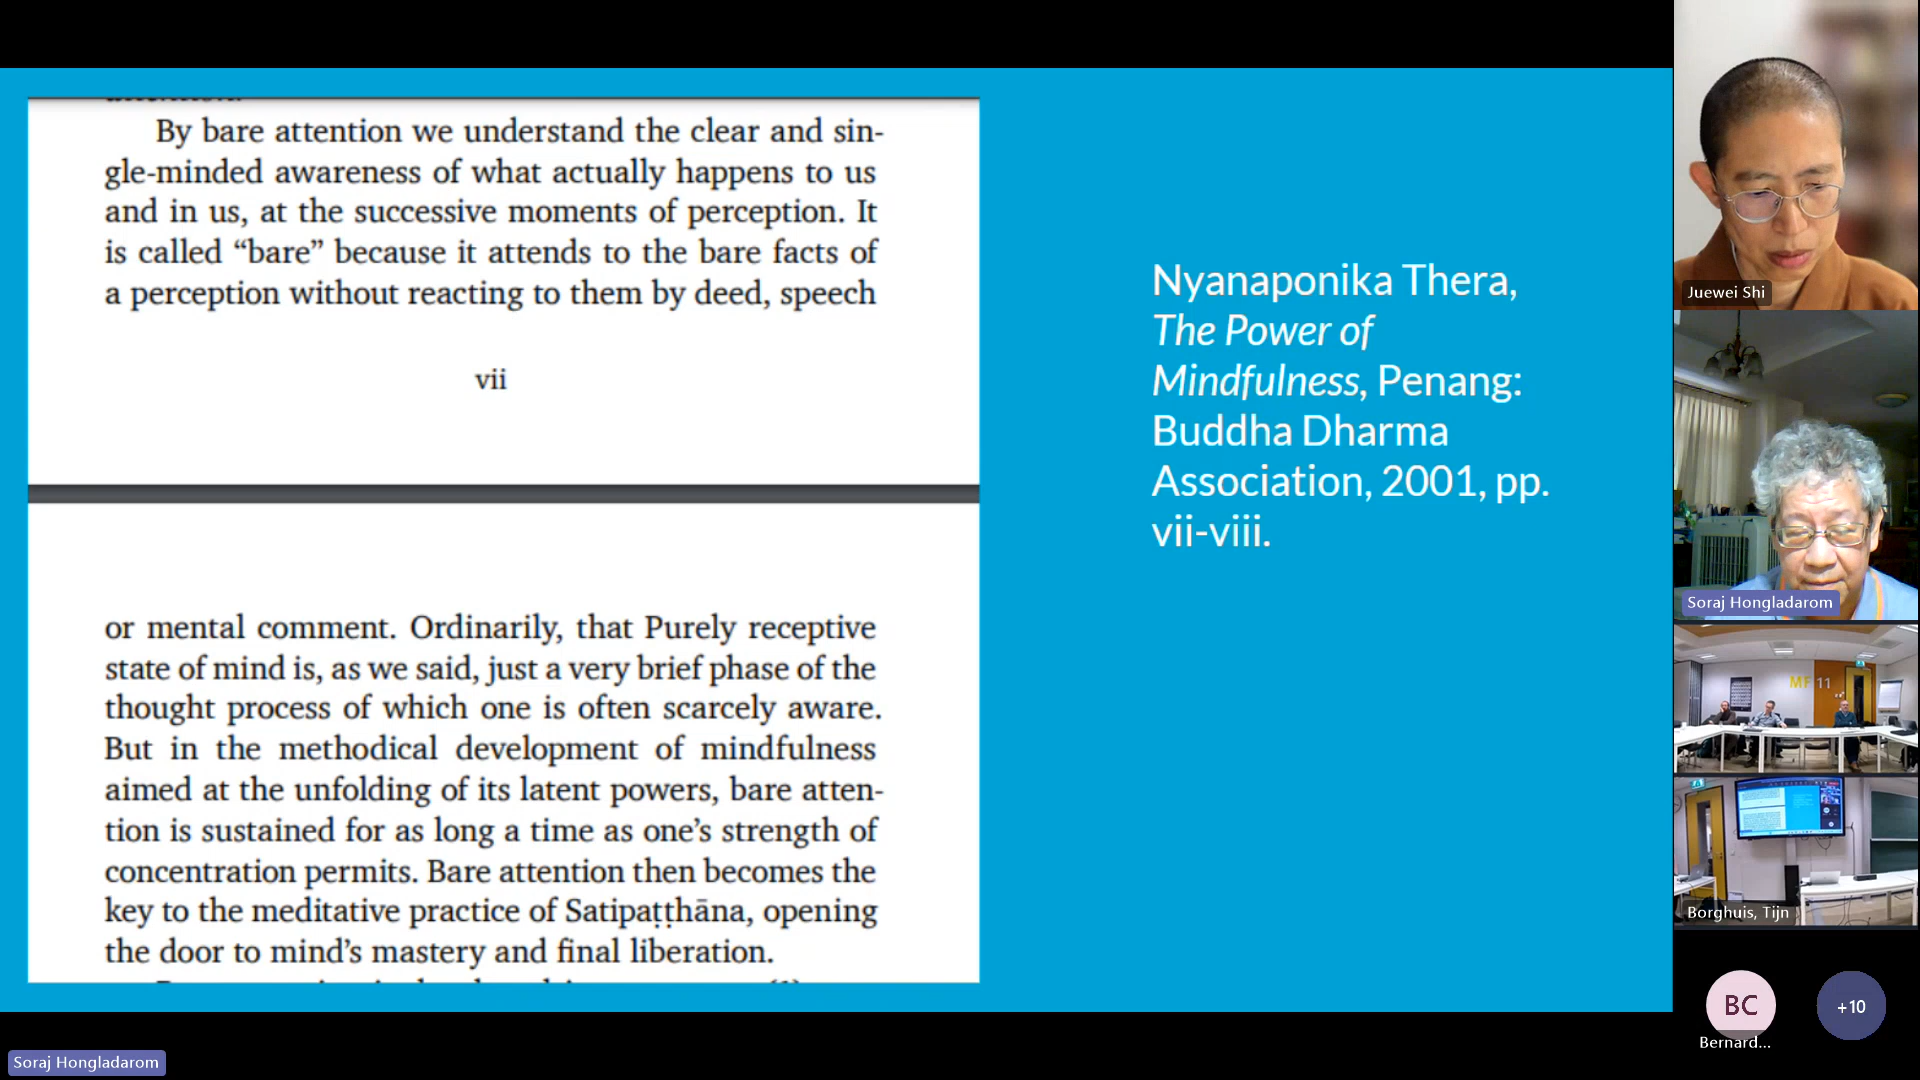 By bare attention we understand the clear and sin-
gle-minded awareness of what actually happens to us
and in us, at the successive moments of perception. It
is called “bare” because it attends to the bare facts of
a perception without reacting to them by deed, speech
vii
or mental comment. Ordinarily, that Purely receptive
state of mind is, as we said, just a very brief phase of the
thought process of which one is often scarcely aware.
But in the methodical development of mindfulness
aimed at the unfolding of its latent powers, bare atten-
tion is sustained for as long a time as one’s strength of
concentration permits. Bare attention then becomes the
key to the meditative practice of Satipaṭṭhāna, opening
the door to mind’s mastery and final liberation.
Nyanaponika Thera,
The Power of
Mindfulness, Penang:
Buddha Dharma
Association, 2001, pp.
vii-viii.
Juewei Shi
Soraj Hongladarom
MF 11
Borghuis, Tijn
BC
+10
Bernard...
Soraj Hongladarom